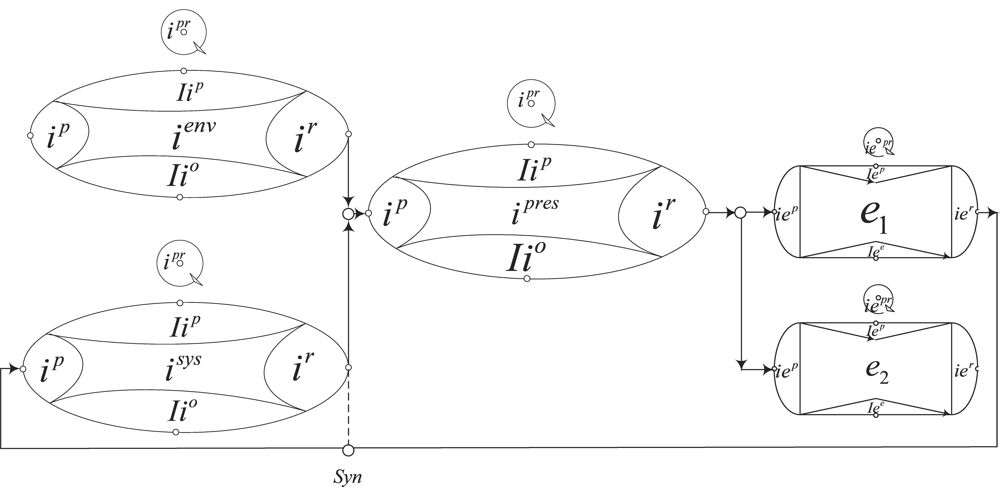 i^pr
Ii^p
i^p i^env i^r
Ii^o
i^pr
Ii^p
i^p i^pres i^r
Ii^o
i^pr
Ii^p
i^p i^sys i^r
Ii^o
ie^pr
Ie^p
ie^p e_1 ie^r
Ie^e
ie^pr
Ie^p
ie^p e_2 ie^r
Ie^e
Syn